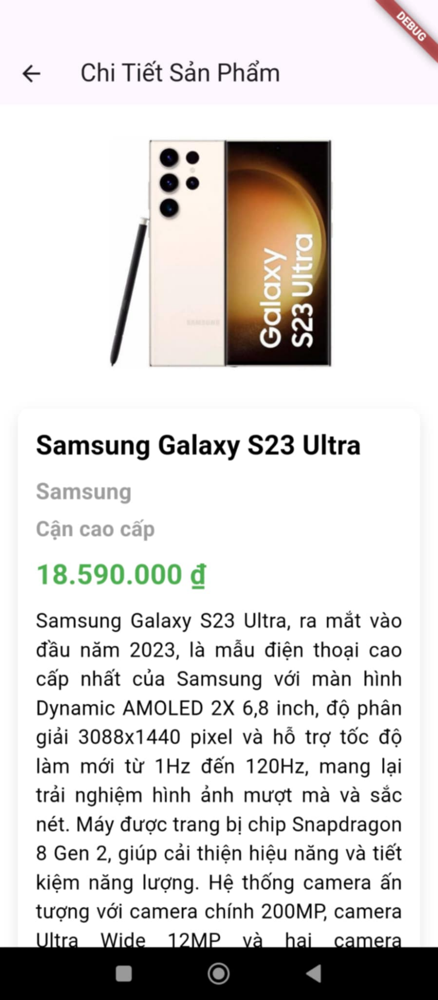 DEBUG
Chi Tiết Sản Phẩm
SAMSUNG
Galaxy
S23 Ultra
Samsung Galaxy S23 Ultra
Samsung
Cận cao cấp
18.590.000 ₫
Samsung Galaxy S23 Ultra, ra mắt vào
đầu năm 2023, là mẫu điện thoại cao
cấp nhất của Samsung với màn hình
Dynamic AMOLED 2X 6,8 inch, độ phân
giải 3088x1440 pixel và hỗ trợ tốc độ
làm mới từ 1Hz đến 120Hz, mang lại
trải nghiệm hình ảnh mượt mà và sắc
nét. Máy được trang bị chip Snapdragon
8 Gen 2, giúp cải thiện hiệu năng và tiết
kiệm năng lượng. Hệ thống camera ấn
tượng với camera chính 200MP, camera
Ultra Wide 12MP và hai camera